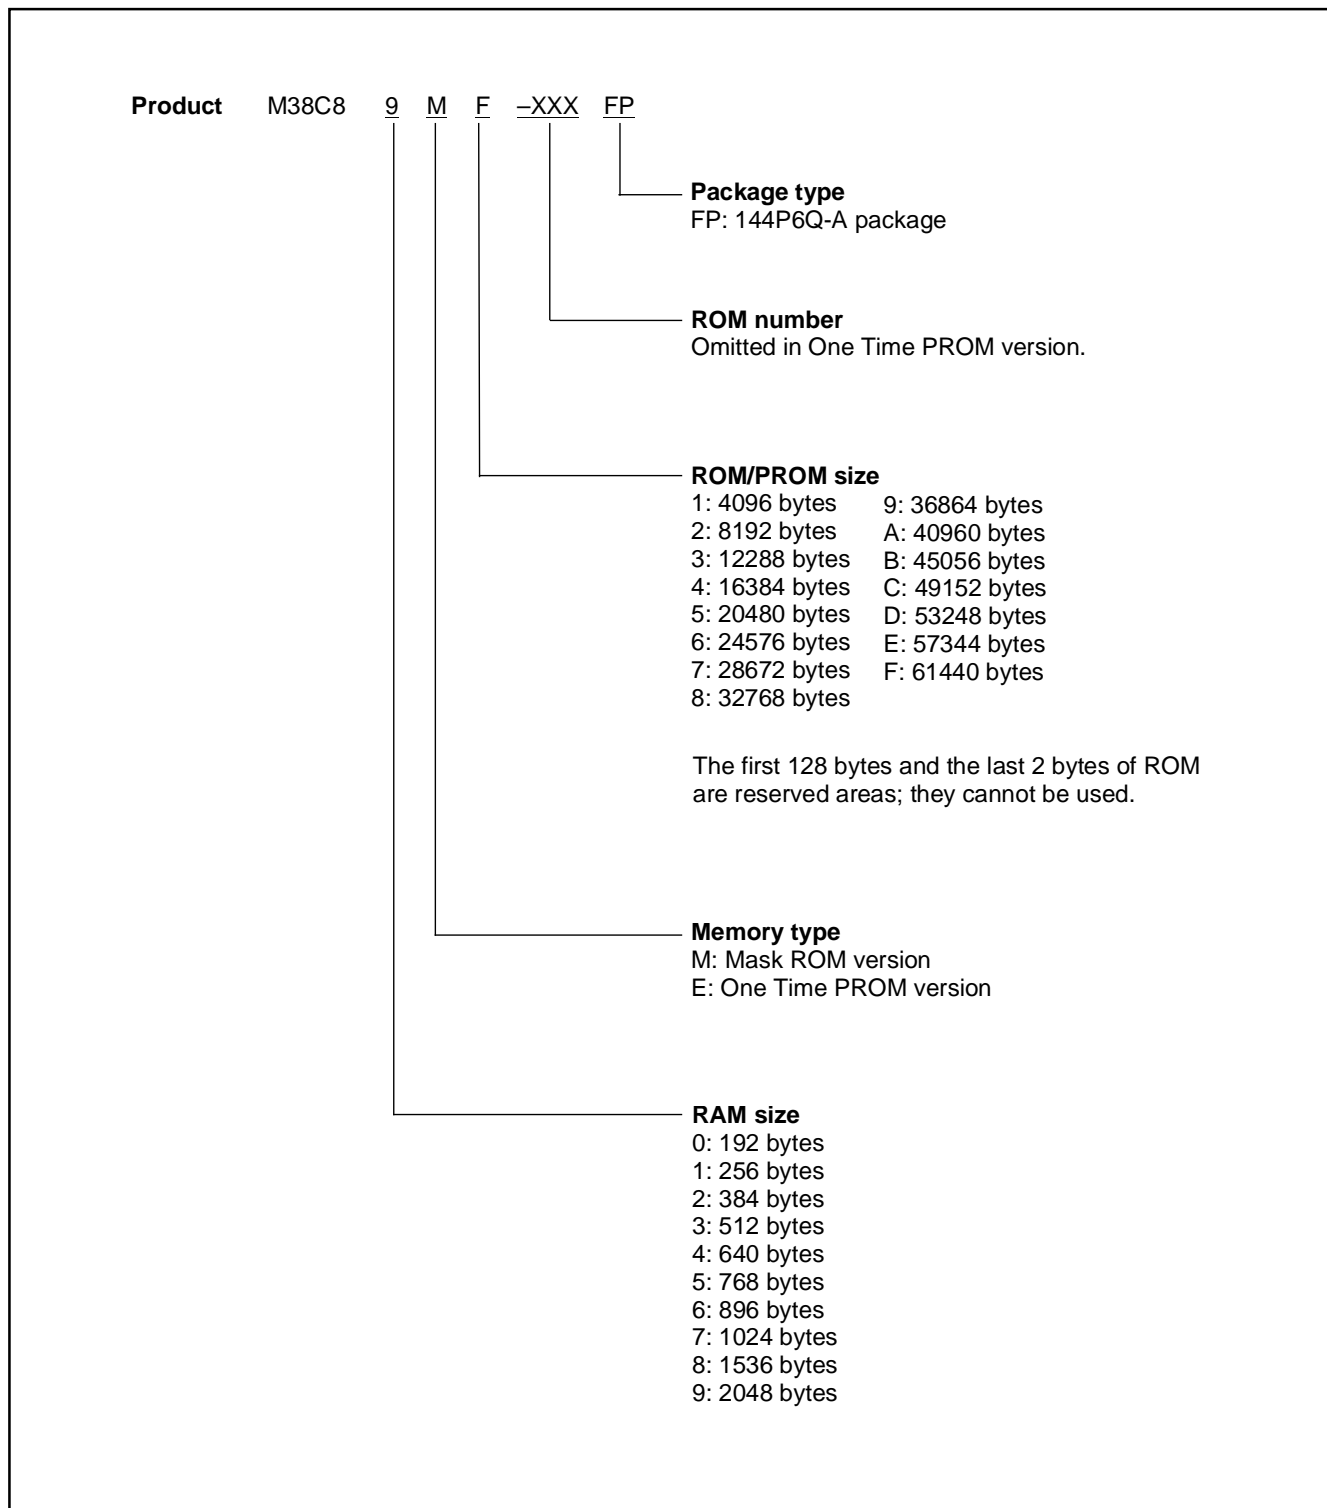 Product M38C8 9 M F –XXX FP
Package type
FP: 144P6Q-A package
ROM number
Omitted in One Time PROM version.
ROM/PROM size
1: 4096 bytes
2: 8192 bytes
3: 12288 bytes
4: 16384 bytes
5: 20480 bytes
6: 24576 bytes
7: 28672 bytes
8: 32768 bytes
9: 36864 bytes
A: 40960 bytes
B: 45056 bytes
C: 49152 bytes
D: 53248 bytes
E: 57344 bytes
F: 61440 bytes
The first 128 bytes and the last 2 bytes of ROM
are reserved areas; they cannot be used.
Memory type
M: Mask ROM version
E: One Time PROM version
RAM size
0: 192 bytes
1: 256 bytes
2: 384 bytes
3: 512 bytes
4: 640 bytes
5: 768 bytes
6: 896 bytes
7: 1024 bytes
8: 1536 bytes
9: 2048 bytes